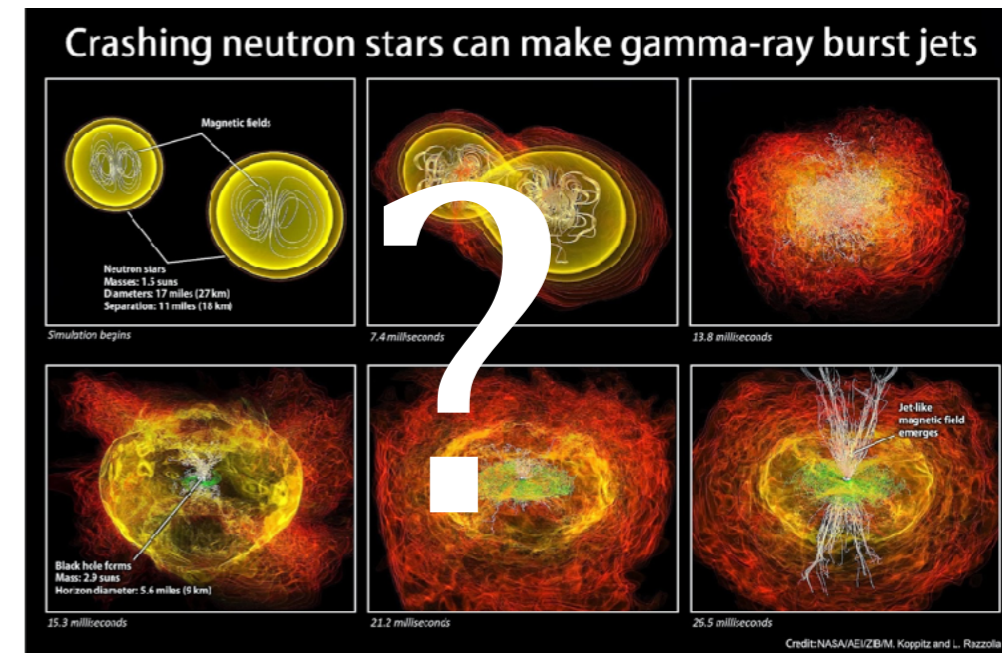 Crashing neutron stars can make gamma-ray burst jets
Magnetic fields
Neutron stars
Masses: 1.5 suns
Diameters: 17 miles (27 km)
Separation: 11 miles (18 km)
Simulation begins
7.4 milliseconds
13.8 milliseconds
?
Black hole forms
Mass: 2.9 suns
Horizon diameter: 5.6 miles (9 km)
15.3 milliseconds
21.2 milliseconds
Jet-like
magnetic field
emerges
26.5 milliseconds
Credit: NASA/AEI/ZIB/M. Koppitz and L. Rezzolla